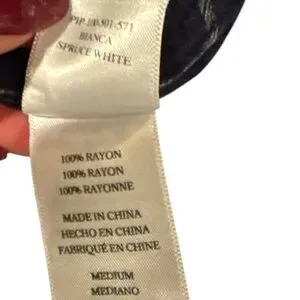 BIANCA
SPRUCE WHITE
100% RAYON
100% RAYON
100% RAYONNE
MADE IN CHINA
HECHO EN CHINA
FABRIQUÉ EN CHINE
MEDIUM
MEDIANO